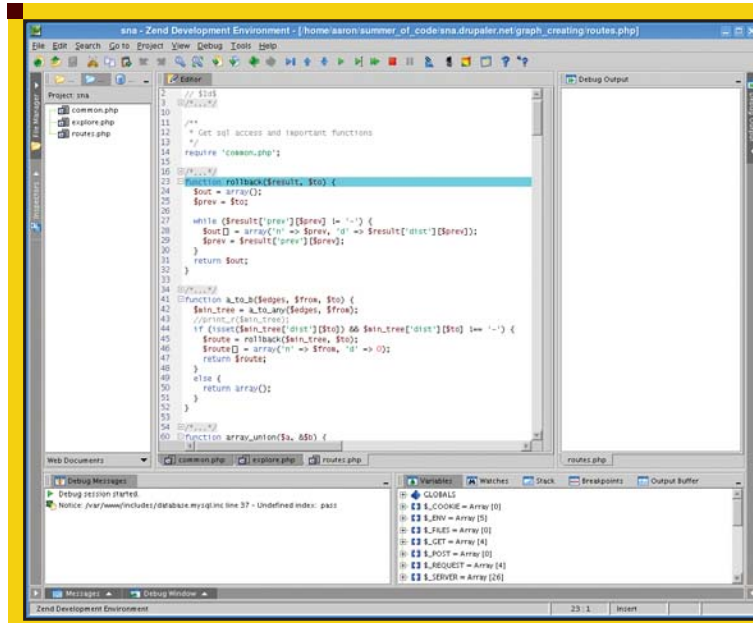 sna - Zend Development Environment - [/home/aaron/summer_of_code/sna.drupaler.net/graph_creating/routes.php]
File Edit Search Go to Project View Debug Tools Help
Editor
Debug Output
File Manager
Inspectors
Project: sna
common.php
explore.php
routes.php
2 // $Id$
3 /*...*/
10
11 /**
12 * Get sql access and important functions
13 */
14 require 'common.php';
15
16 /*...*/
23 function rollback($result, $to) {
24 $out = array();
25 $prev = $to;
26
27 while ($result['prev'][$prev] != '-') {
28 $out[] = array('n' => $prev, 'd' => $result['dist'][$prev]);
29 $prev = $result['prev'][$prev];
30 }
31 return $out;
32 }
33
34 /*...*/
41 function a_to_b($edges, $from, $to) {
42 $min_tree = a_to_any($edges, $from);
43 //print_r($min_tree);
44 if (isset($min_tree['dist'][$to]) && $min_tree['dist'][$to] !== '-') {
45 $route = rollback($min_tree, $to);
46 $route[] = array('n' => $from, 'd' => 0);
47 return $route;
48 }
49 else {
50 return array();
51 }
52 }
53
54 /*...*/
60 function array_union($a, &$b) {
Web Documents
common.php explore.php routes.php
routes.php
Debug Messages
Debug session started.
Notice: /var/www/includes/database.mysql.inc line 37 - Undefined index: pass
Variables Watches Stack Breakpoints Output Buffer
GLOBALS
$_COOKIE = Array [0]
$_ENV = Array [5]
$_FILES = Array [0]
$_GET = Array [4]
$_POST = Array [0]
$_REQUEST = Array [4]
$_SERVER = Array [26]
Messages Debug Window
Zend Development Environment
23 : 1 Insert